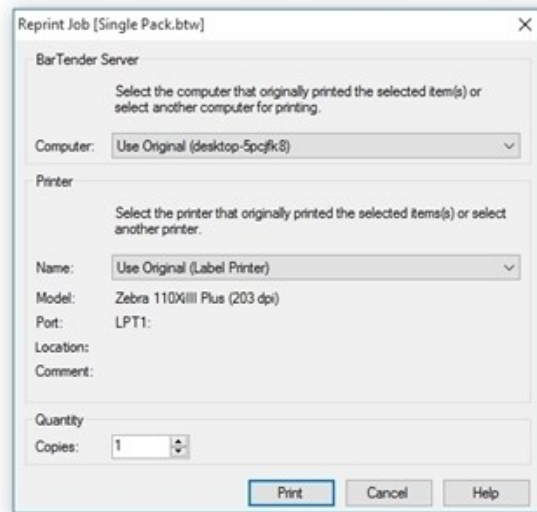 Reprint Job [Single Pack.btw]
BarTender Server
Select the computer that originally printed the selected item(s) or
select another computer for printing.
Computer: Use Original (desktop-5pcjfk8)
Printer
Select the printer that originally printed the selected items(s) or select
another printer.
Name: Use Original (Label Printer)
Model: Zebra 110XiIII Plus (203 dpi)
Port: LPT1:
Location:
Comment:
Quantity
Copies: 1
Print Cancel Help